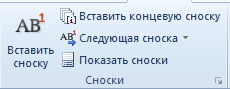 AB1
Вставить
сноску
Вставить концевую сноску
AB1 Следующая сноска
Показать сноски
Сноски